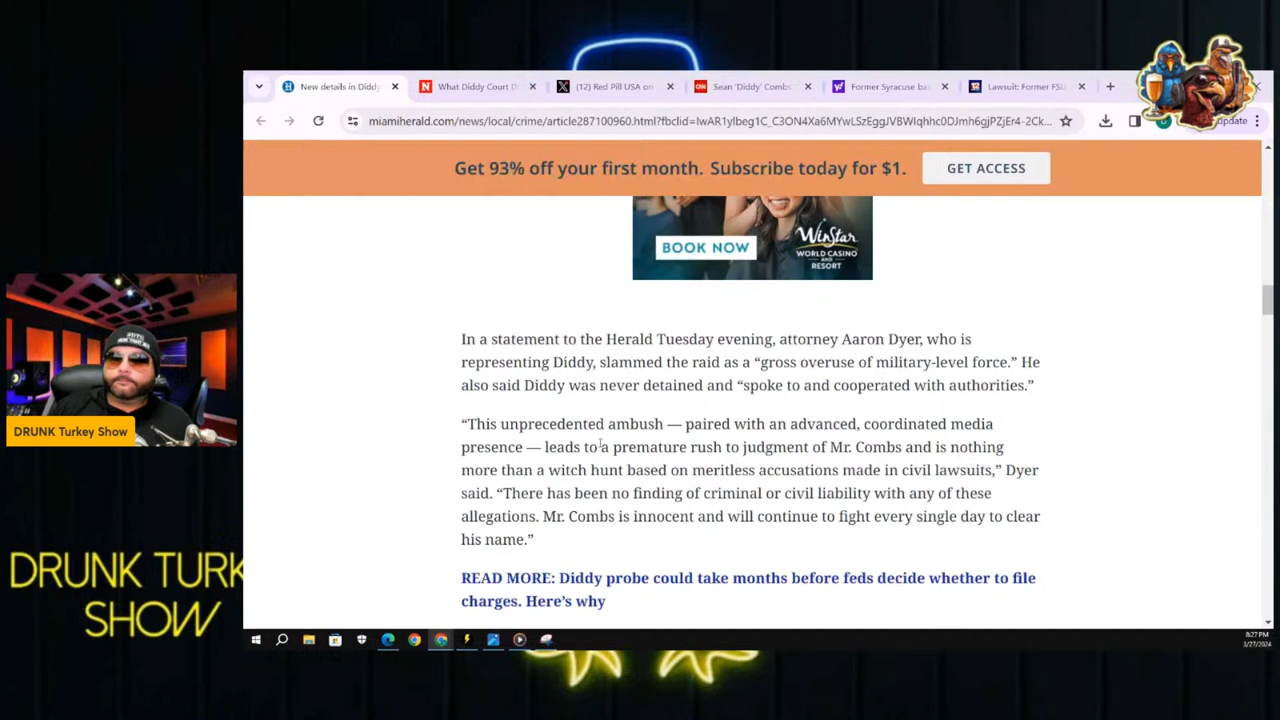 New details in Diddy
What Diddy Court D
(12) Red Pill USA on
Sean 'Diddy' Combs'
Former Syracuse ba
Lawsuit: Former FSU
miamiherald.com/news/local/crime/article287100960.html?fbclid=
update
Get 93% off your first month. Subscribe today for $1.
GET ACCESS
BOOK NOW
WinStar
WORLD CASINO
AND
RESORT
In a statement to the Herald Tuesday evening, attorney Aaron Dyer, who is
representing Diddy, slammed the raid as a “gross overuse of military-level force.” He
also said Diddy was never detained and “spoke to and cooperated with authorities.”
“This unprecedented ambush — paired with an advanced, coordinated media
presence — leads to a premature rush to judgment of Mr. Combs and is nothing
more than a witch hunt based on meritless accusations made in civil lawsuits,” Dyer
said. “There has been no finding of criminal or civil liability with any of these
allegations. Mr. Combs is innocent and will continue to fight every single day to clear
his name.”
READ MORE: Diddy probe could take months before feds decide whether to file
charges. Here’s why
DRUNK Turkey Show
DRUNK TURK
SHOW
8:27 PM
3/27/2024